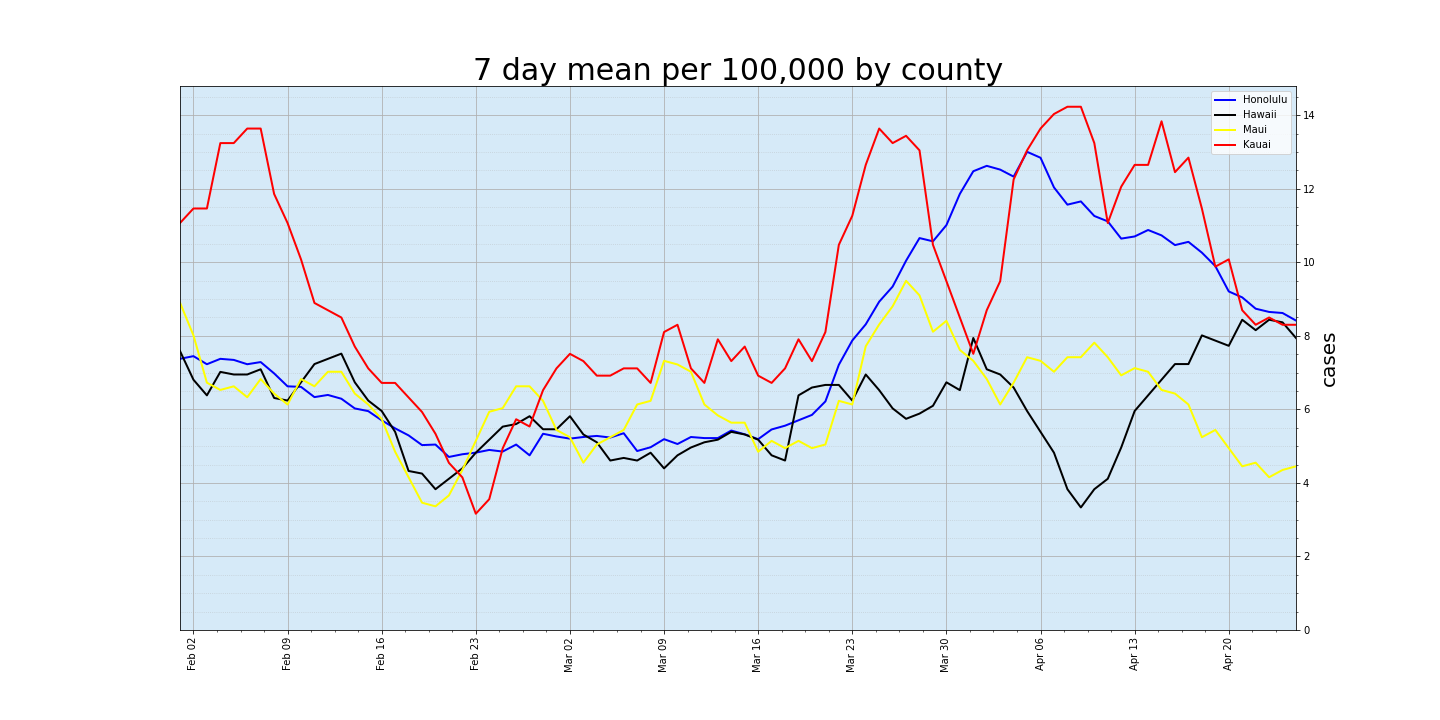 7 day mean per 100,000 by county
Honolulu
Hawaii
Maui
Kauai
14
12
10
8
6
4
2
0
cases
Feb 02
Feb 09
Feb 16
Feb 23
Mar 02
Mar 09
Mar 16
Mar 23
Mar 30
Apr 06
Apr 13
Apr 20